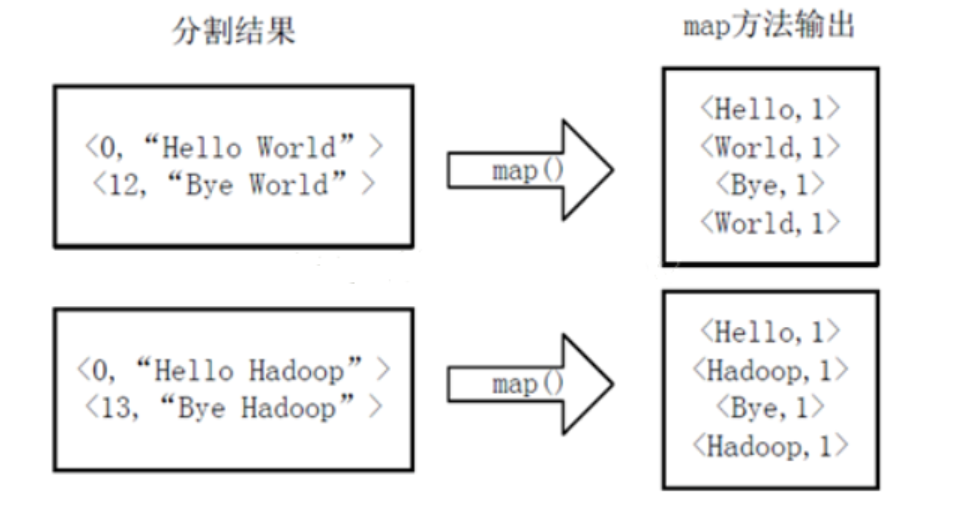 分割结果
map方法输出
<0, “Hello World” >
<12, “Bye World” >
map()
<Hello, 1>
<World, 1>
<Bye, 1>
<World, 1>
<0, “Hello Hadoop” >
<13, “Bye Hadoop” >
map()
<Hello, 1>
<Hadoop, 1>
<Bye, 1>
<Hadoop, 1>